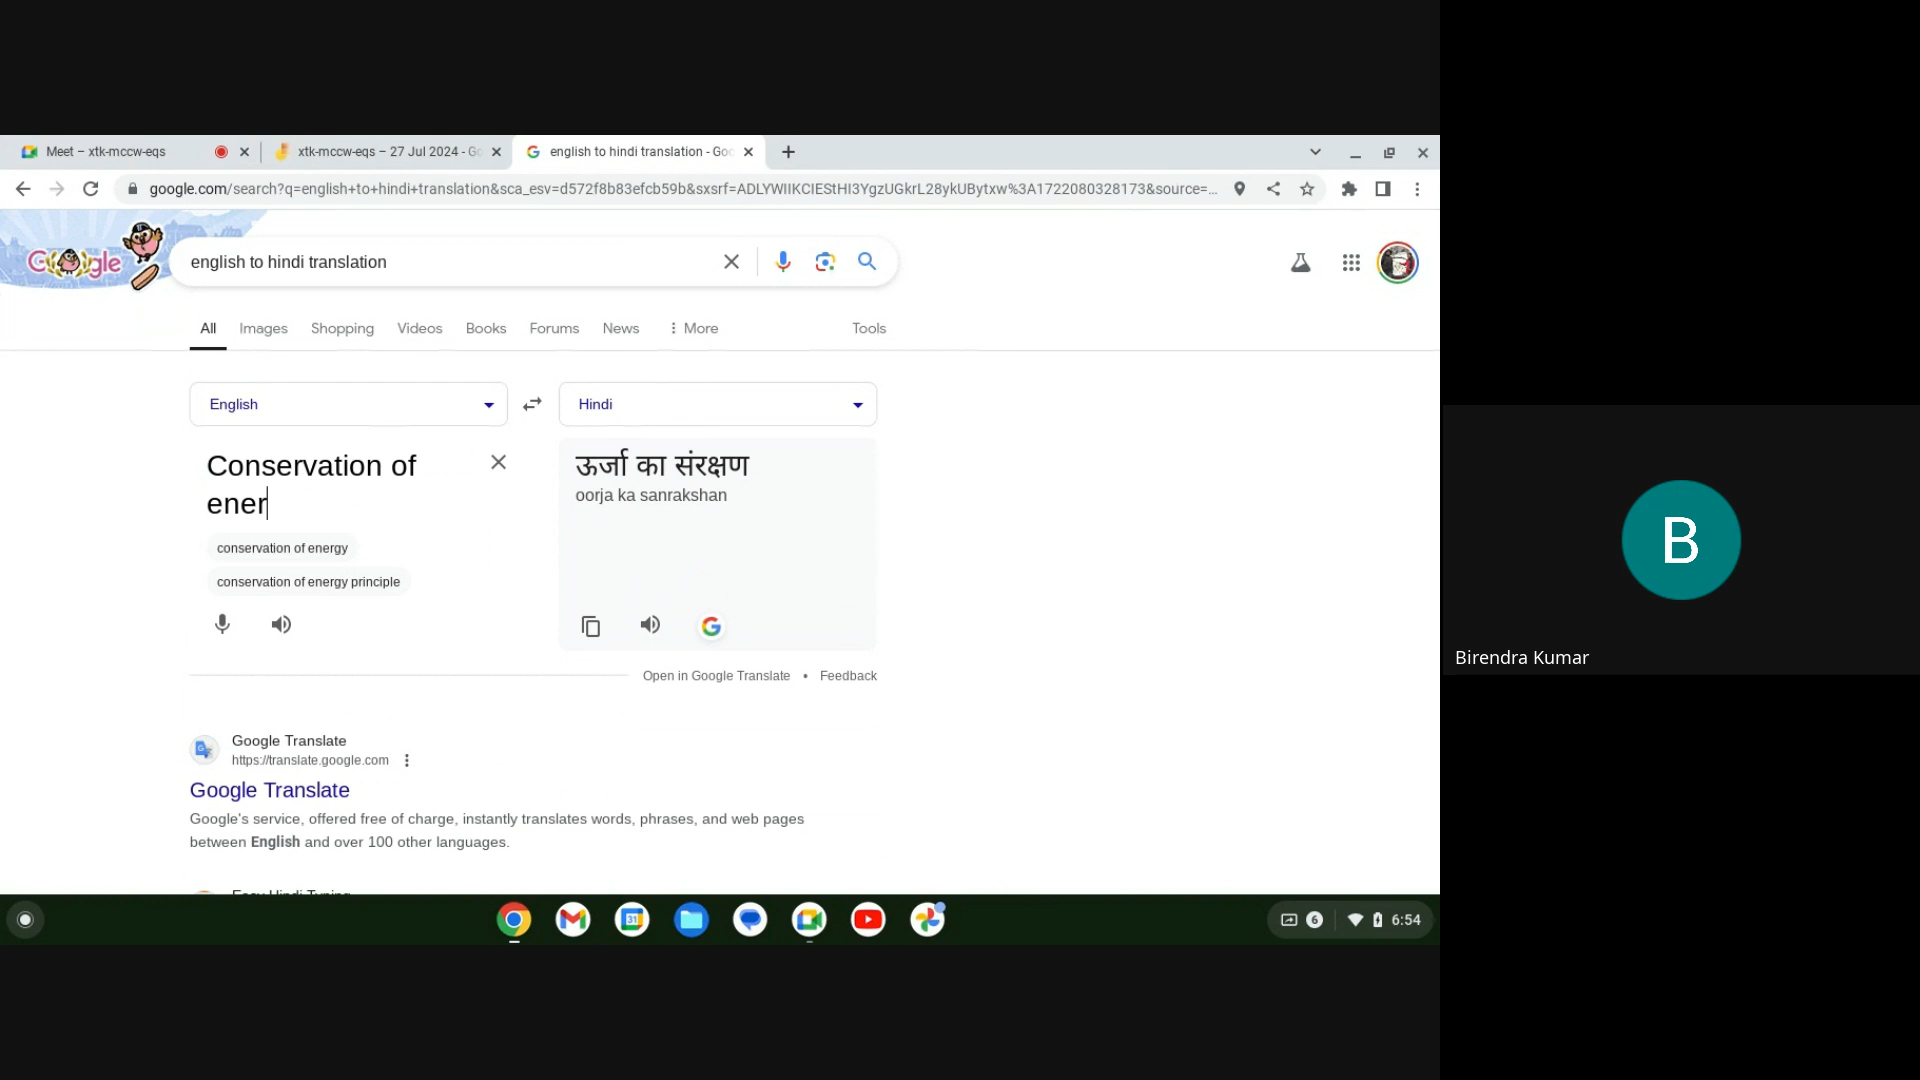 Meet – xtk-mccw-eqs
xtk-mccw-eqs – 27 Jul 2024 - Go
english to hindi translation - Goo
google.com/search?q=english+to+hindi+translation&sca_esv=d572f8b83efcb59b&sxsrf=ADLYWIIKCIEStHI3YgzUGkrL28ykUBytxw%3A1722080328173&source=...
Google
english to hindi translation
All Images Shopping Videos Books Forums News More Tools
English Hindi
Conservation of
ener
conservation of energy
conservation of energy principle
ऊर्जा का संरक्षण
oorja ka sanrakshan
Open in Google Translate • Feedback
Google Translate
https://translate.google.com
Google Translate
Google's service, offered free of charge, instantly translates words, phrases, and web pages
between English and over 100 other languages.
Easy Hindi Typing
31
6 6:54
B
Birendra Kumar